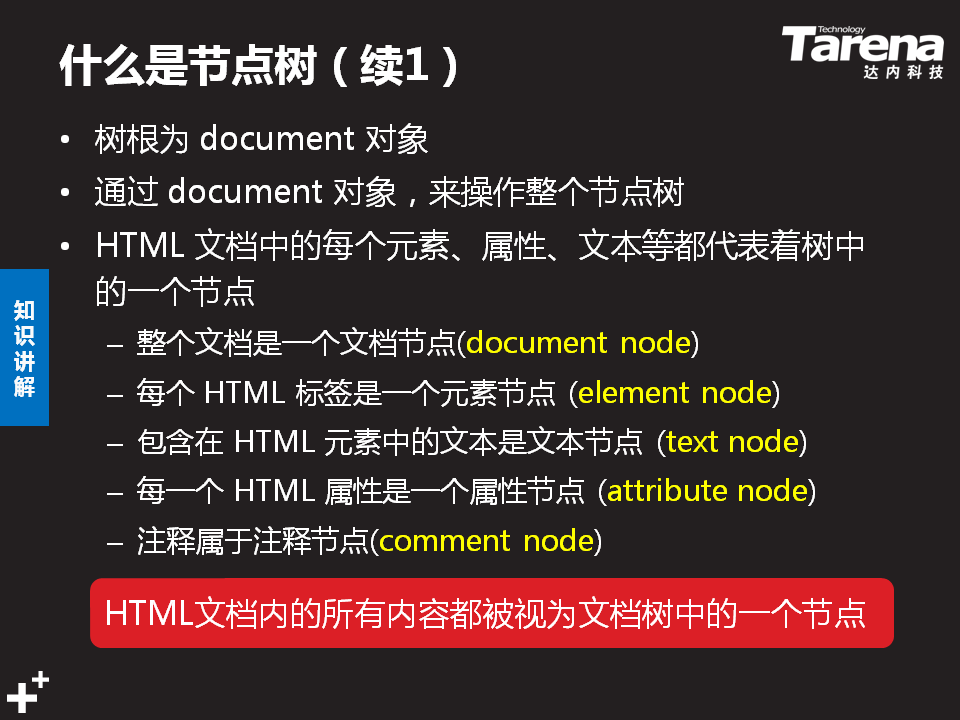 什么是节点树（续1）
Technology
Tarena
达内科技
• 树根为 document 对象
• 通过 document 对象，来操作整个节点树
• HTML 文档中的每个元素、属性、文本等都代表着树中
的一个节点
知识讲解
– 整个文档是一个文档节点(document node)
– 每个 HTML 标签是一个元素节点 (element node)
– 包含在 HTML 元素中的文本是文本节点 (text node)
– 每一个 HTML 属性是一个属性节点 (attribute node)
– 注释属于注释节点(comment node)
HTML文档内的所有内容都被视为文档树中的一个节点